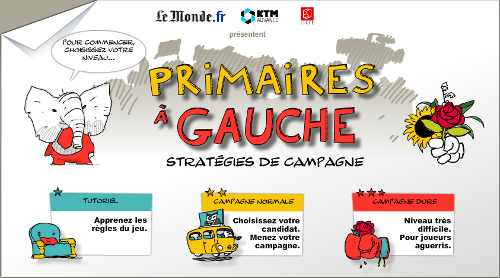 Le Monde.fr KTM ADVANCE
présentent
POUR COMMENCER,
CHOISISSEZ VOTRE
NIVEAU...
PRIMAIRES
À GAUCHE
STRATÉGIES DE CAMPAGNE
TUTORIEL
Apprenez les
règles du jeu.
CAMPAGNE NORMALE
Choisissez votre
candidat.
Menez votre
campagne.
CAMPAGNE DURE
Niveau très
difficile.
Pour joueurs
aguerris.